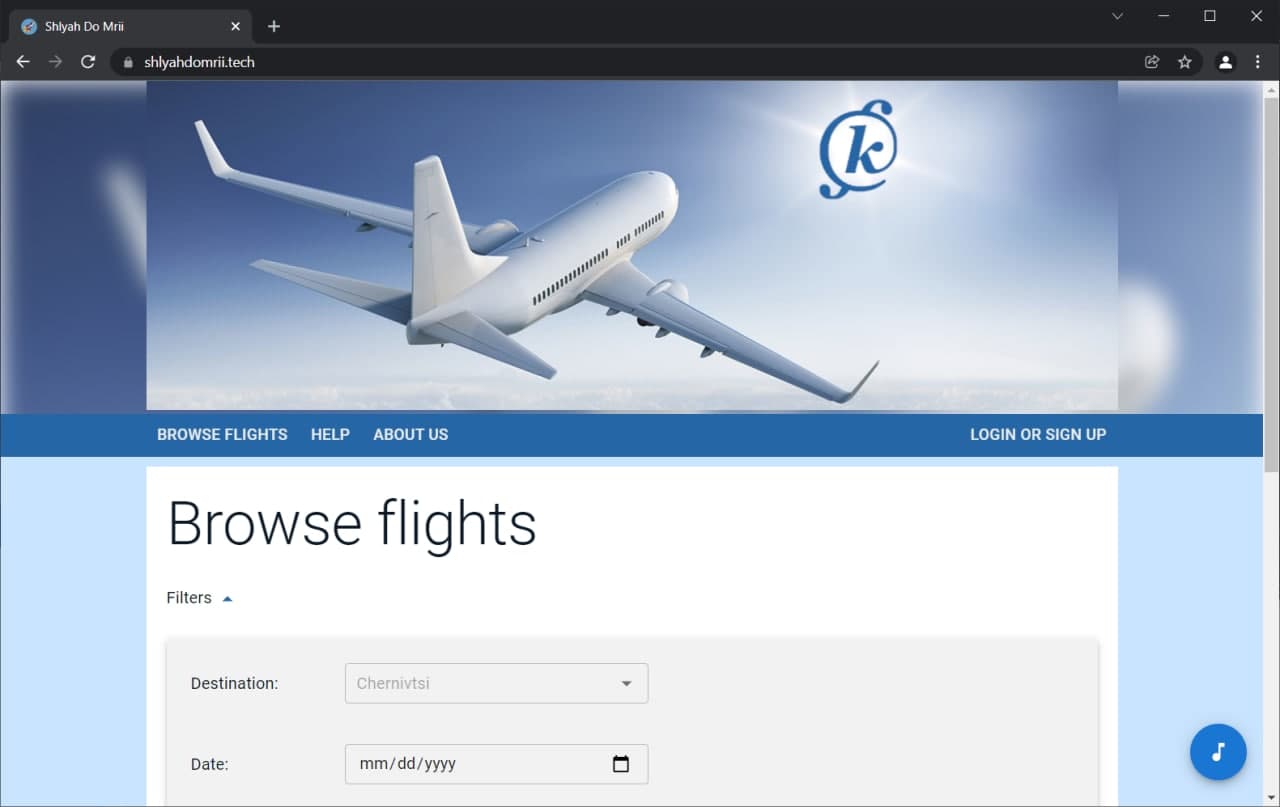 Shlyah Do Mrii
shlyahdomrii.tech
k
BROWSE FLIGHTS HELP ABOUT US LOGIN OR SIGN UP
Browse flights
Filters
Destination: Chernivtsi
Date: mm/dd/yyyy